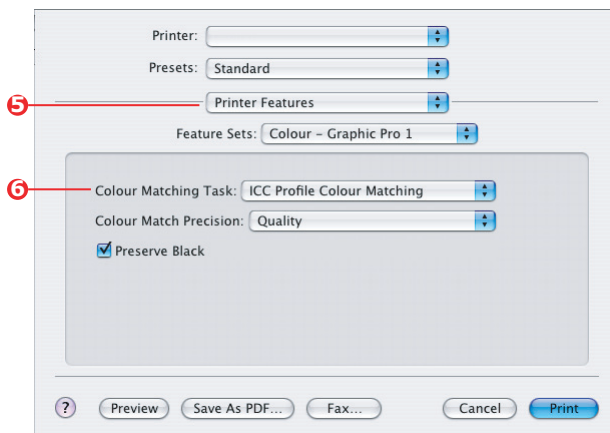 Printer:
Presets: Standard
5 Printer Features
Feature Sets: Colour – Graphic Pro 1
6 Colour Matching Task: ICC Profile Colour Matching
Colour Match Precision: Quality
Preserve Black
? Preview Save As PDF... Fax... Cancel Print